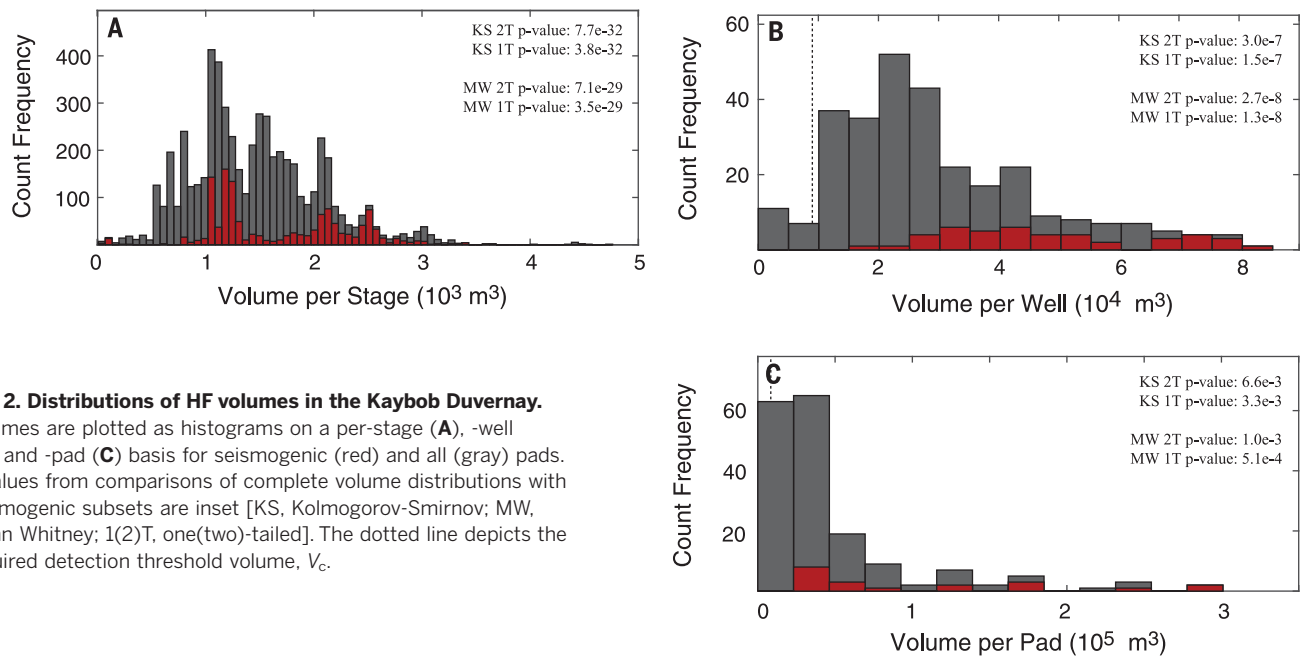 A
KS 2T p-value: 7.7e-32
KS 1T p-value: 3.8e-32
MW 2T p-value: 7.1e-29
MW 1T p-value: 3.5e-29
Count Frequency
400
300
200
100
0 1 2 3 4 5
Volume per Stage (10³ m³)
B
KS 2T p-value: 3.0e-7
KS 1T p-value: 1.5e-7
MW 2T p-value: 2.7e-8
MW 1T p-value: 1.3e-8
Count Frequency
60
40
20
0 2 4 6 8
Volume per Well (10⁴ m³)
2. Distributions of HF volumes in the Kaybob Duvernay.
mes are plotted as histograms on a per-stage (A), -well
and -pad (C) basis for seismogenic (red) and all (gray) pads.
alues from comparisons of complete volume distributions with
mogenic subsets are inset [KS, Kolmogorov-Smirnov; MW,
n Whitney; 1(2)T, one(two)-tailed]. The dotted line depicts the
uired detection threshold volume, Vc.
C
KS 2T p-value: 6.6e-3
KS 1T p-value: 3.3e-3
MW 2T p-value: 1.0e-3
MW 1T p-value: 5.1e-4
Count Frequency
60
40
20
0 1 2 3
Volume per Pad (10⁵ m³)